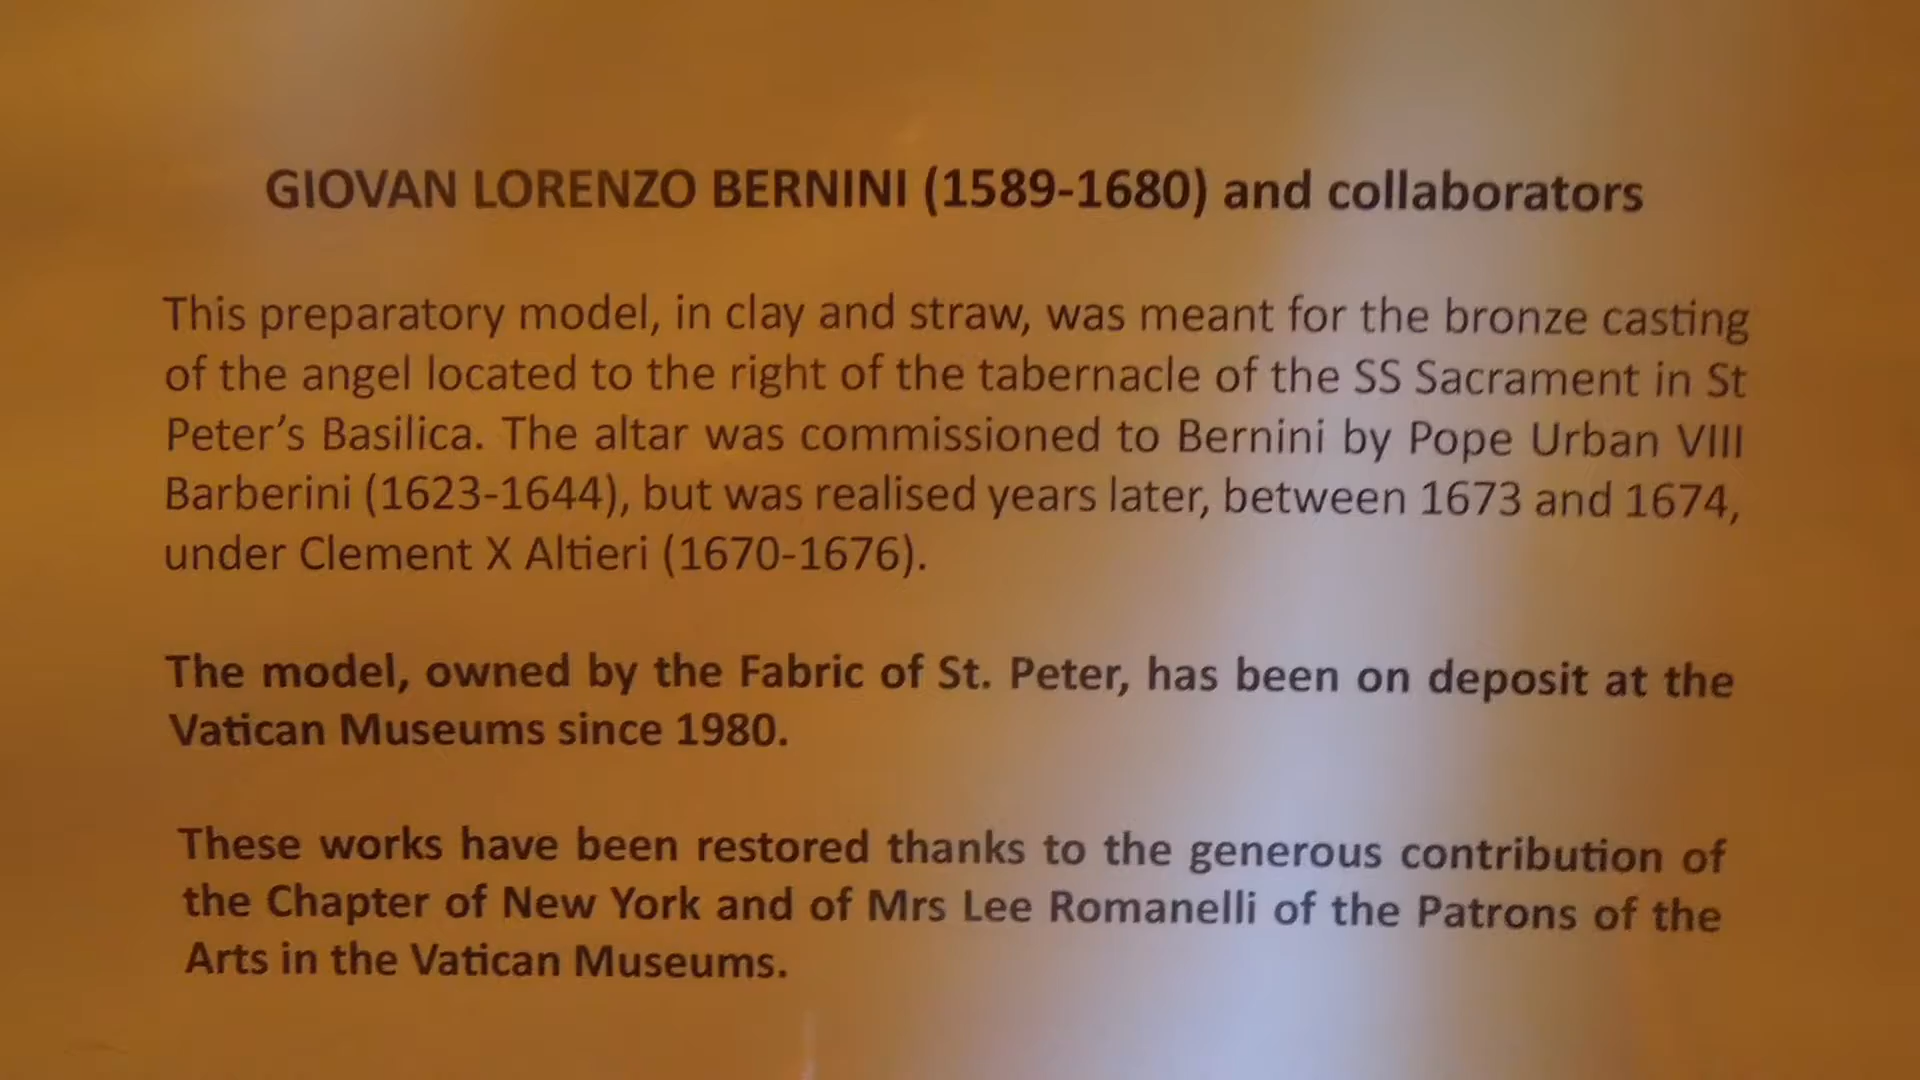 GIOVAN LORENZO BERNINI (1589-1680) and collaborators
This preparatory model, in clay and straw, was meant for the bronze casting
of the angel located to the right of the tabernacle of the SS Sacrament in St
Peter’s Basilica. The altar was commissioned to Bernini by Pope Urban VIII
Barberini (1623-1644), but was realised years later, between 1673 and 1674,
under Clement X Altieri (1670-1676).
The model, owned by the Fabric of St. Peter, has been on deposit at the
Vatican Museums since 1980.
These works have been restored thanks to the generous contribution of
the Chapter of New York and of Mrs Lee Romanelli of the Patrons of the
Arts in the Vatican Museums.